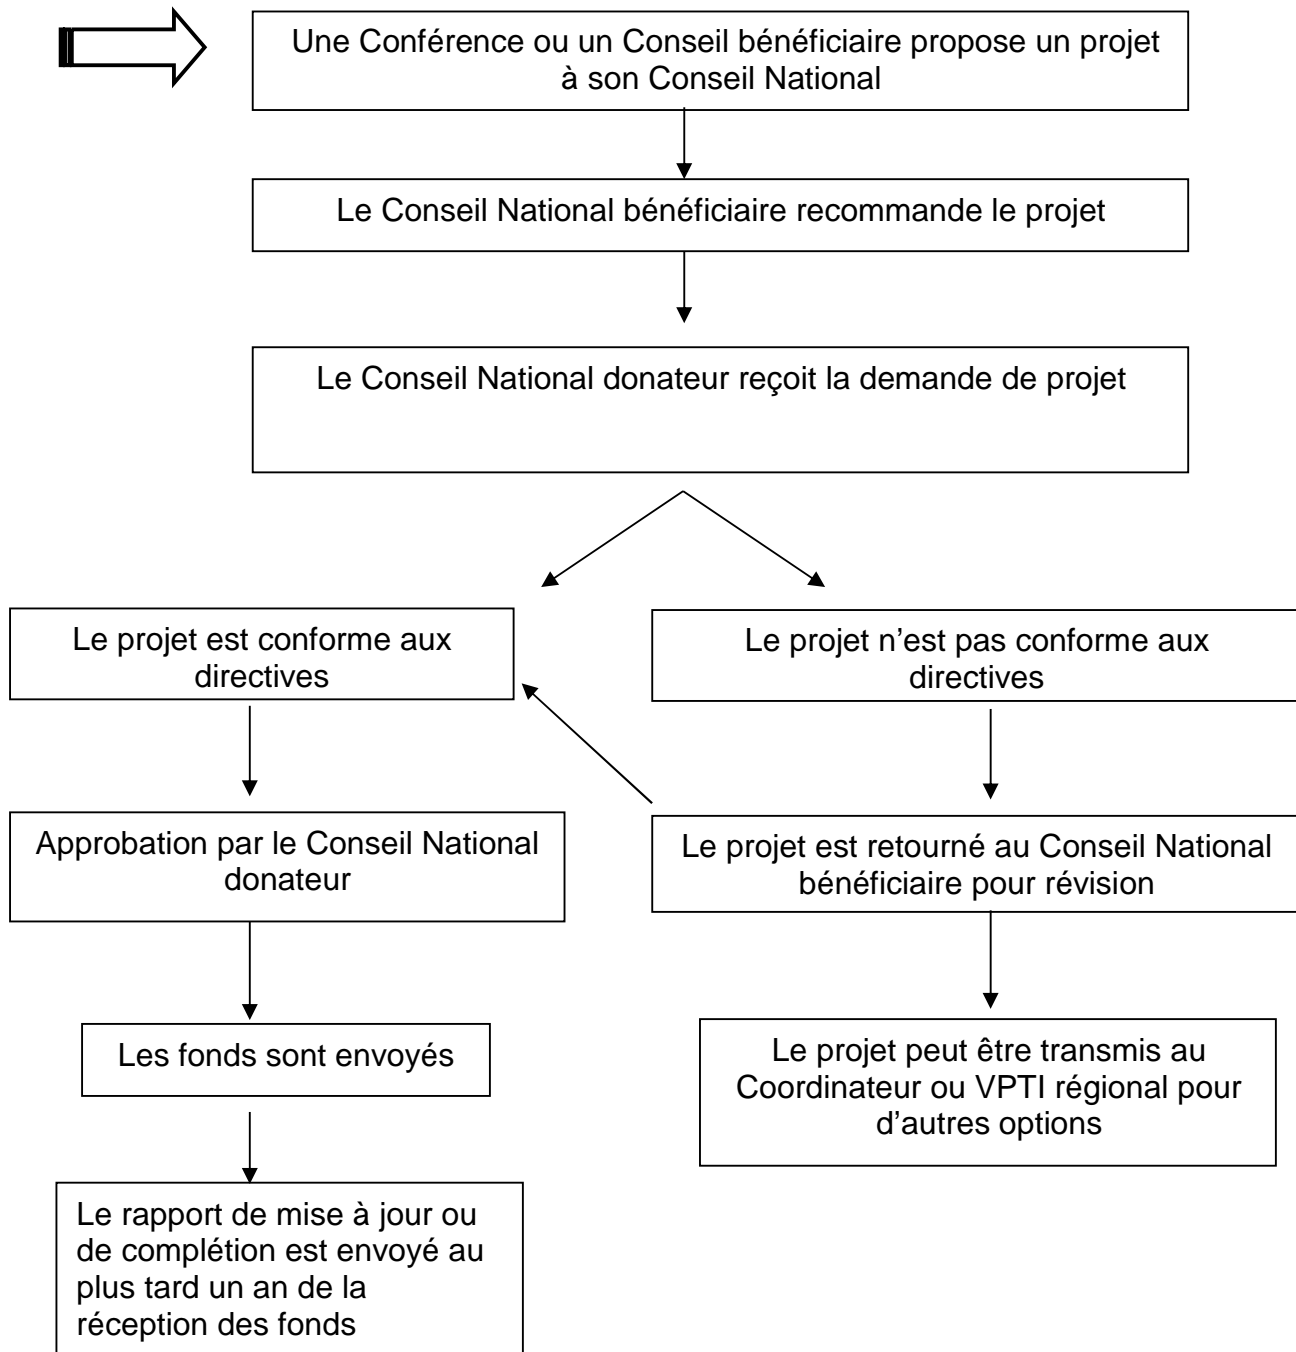 Une Conférence ou un Conseil bénéficiaire propose un projet
à son Conseil National
Le Conseil National bénéficiaire recommande le projet
Le Conseil National donateur reçoit la demande de projet
Le projet est conforme aux
directives
Le projet n’est pas conforme aux
directives
Approbation par le Conseil National
donateur
Le projet est retourné au Conseil National
bénéficiaire pour révision
Les fonds sont envoyés
Le projet peut être transmis au
Coordinateur ou VPTI régional pour
d'autres options
Le rapport de mise à jour ou
de complétion est envoyé au
plus tard un an de la
réception des fonds